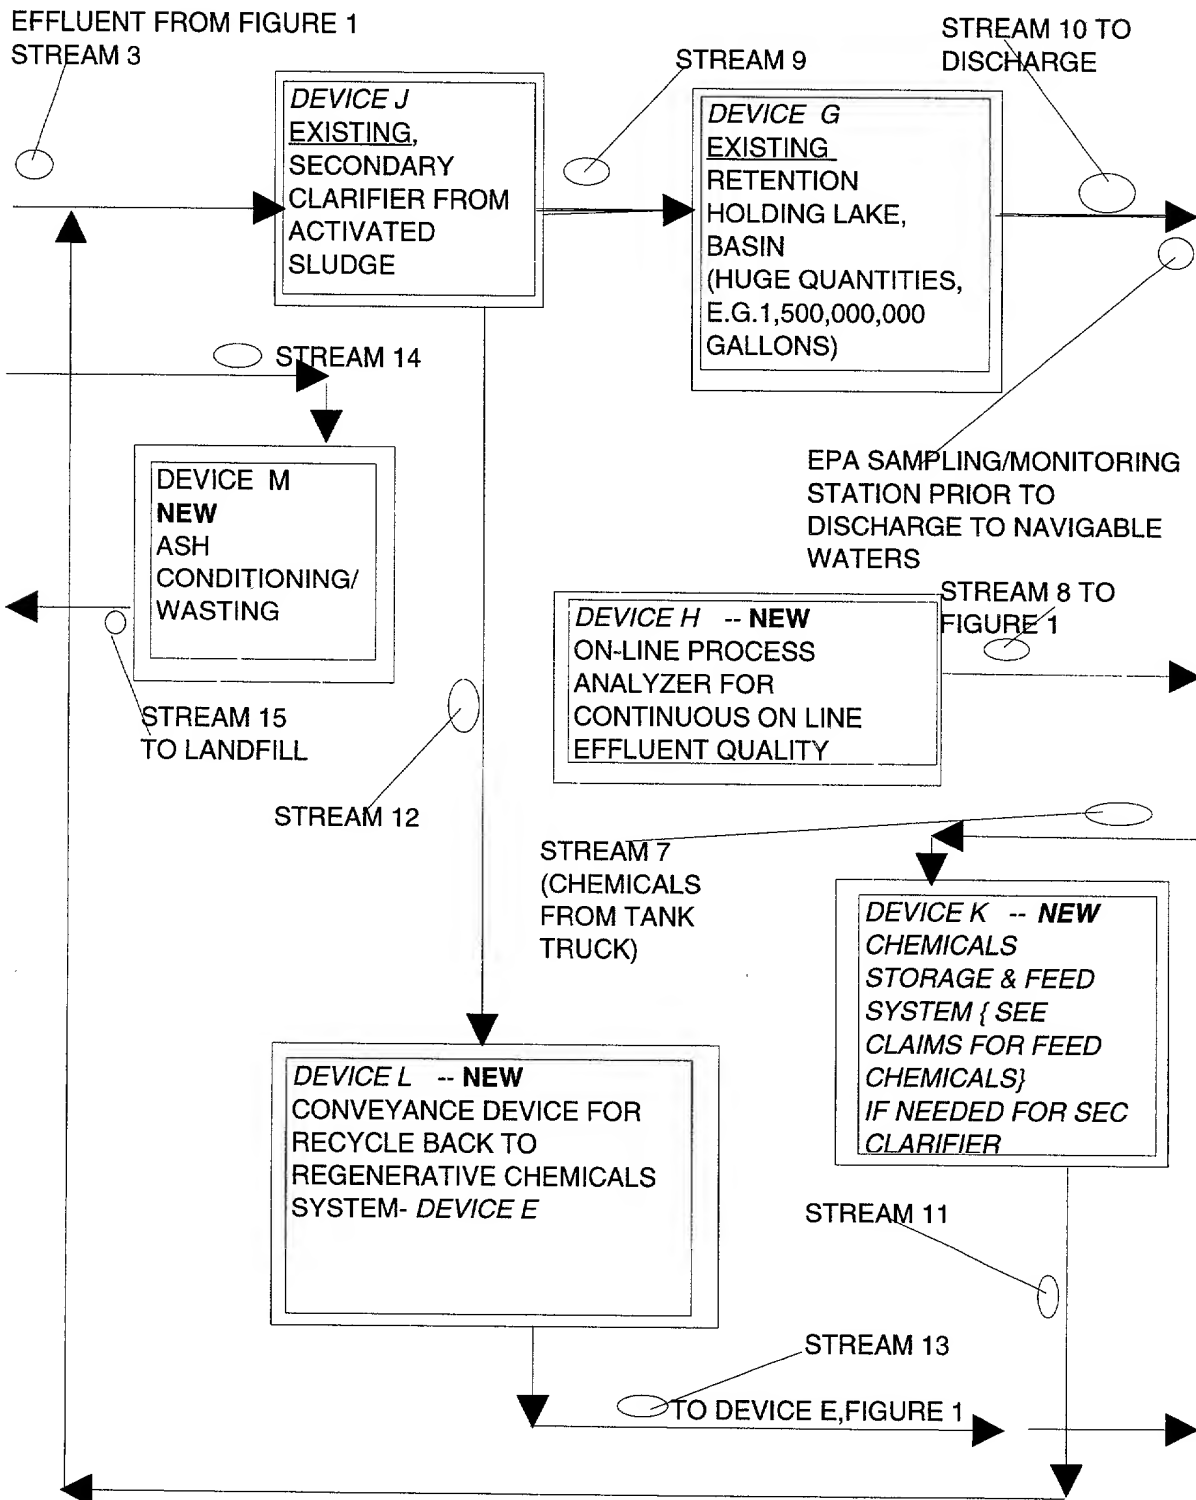 EFFLUENT FROM FIGURE 1
STREAM 3
STREAM 9
STREAM 10 TO
DISCHARGE
DEVICE J
EXISTING,
SECONDARY
CLARIFIER FROM
ACTIVATED
SLUDGE
DEVICE G
EXISTING
RETENTION
HOLDING LAKE,
BASIN
(HUGE QUANTITIES,
E.G.1,500,000,000
GALLONS)
STREAM 14
EPA SAMPLING/MONITORING
STATION PRIOR TO
DISCHARGE TO NAVIGABLE
WATERS
DEVICE M
NEW
ASH
CONDITIONING/
WASTING
STREAM 8 TO
FIGURE 1
DEVICE H -- NEW
ON-LINE PROCESS
ANALYZER FOR
CONTINUOUS ON LINE
EFFLUENT QUALITY
STREAM 15
TO LANDFILL
STREAM 12
STREAM 7
(CHEMICALS
FROM TANK
TRUCK)
DEVICE K -- NEW
CHEMICALS
STORAGE & FEED
SYSTEM { SEE
CLAIMS FOR FEED
CHEMICALS}
IF NEEDED FOR SEC
CLARIFIER
DEVICE L -- NEW
CONVEYANCE DEVICE FOR
RECYCLE BACK TO
REGENERATIVE CHEMICALS
SYSTEM- DEVICE E
STREAM 11
STREAM 13
TO DEVICE E,FIGURE 1